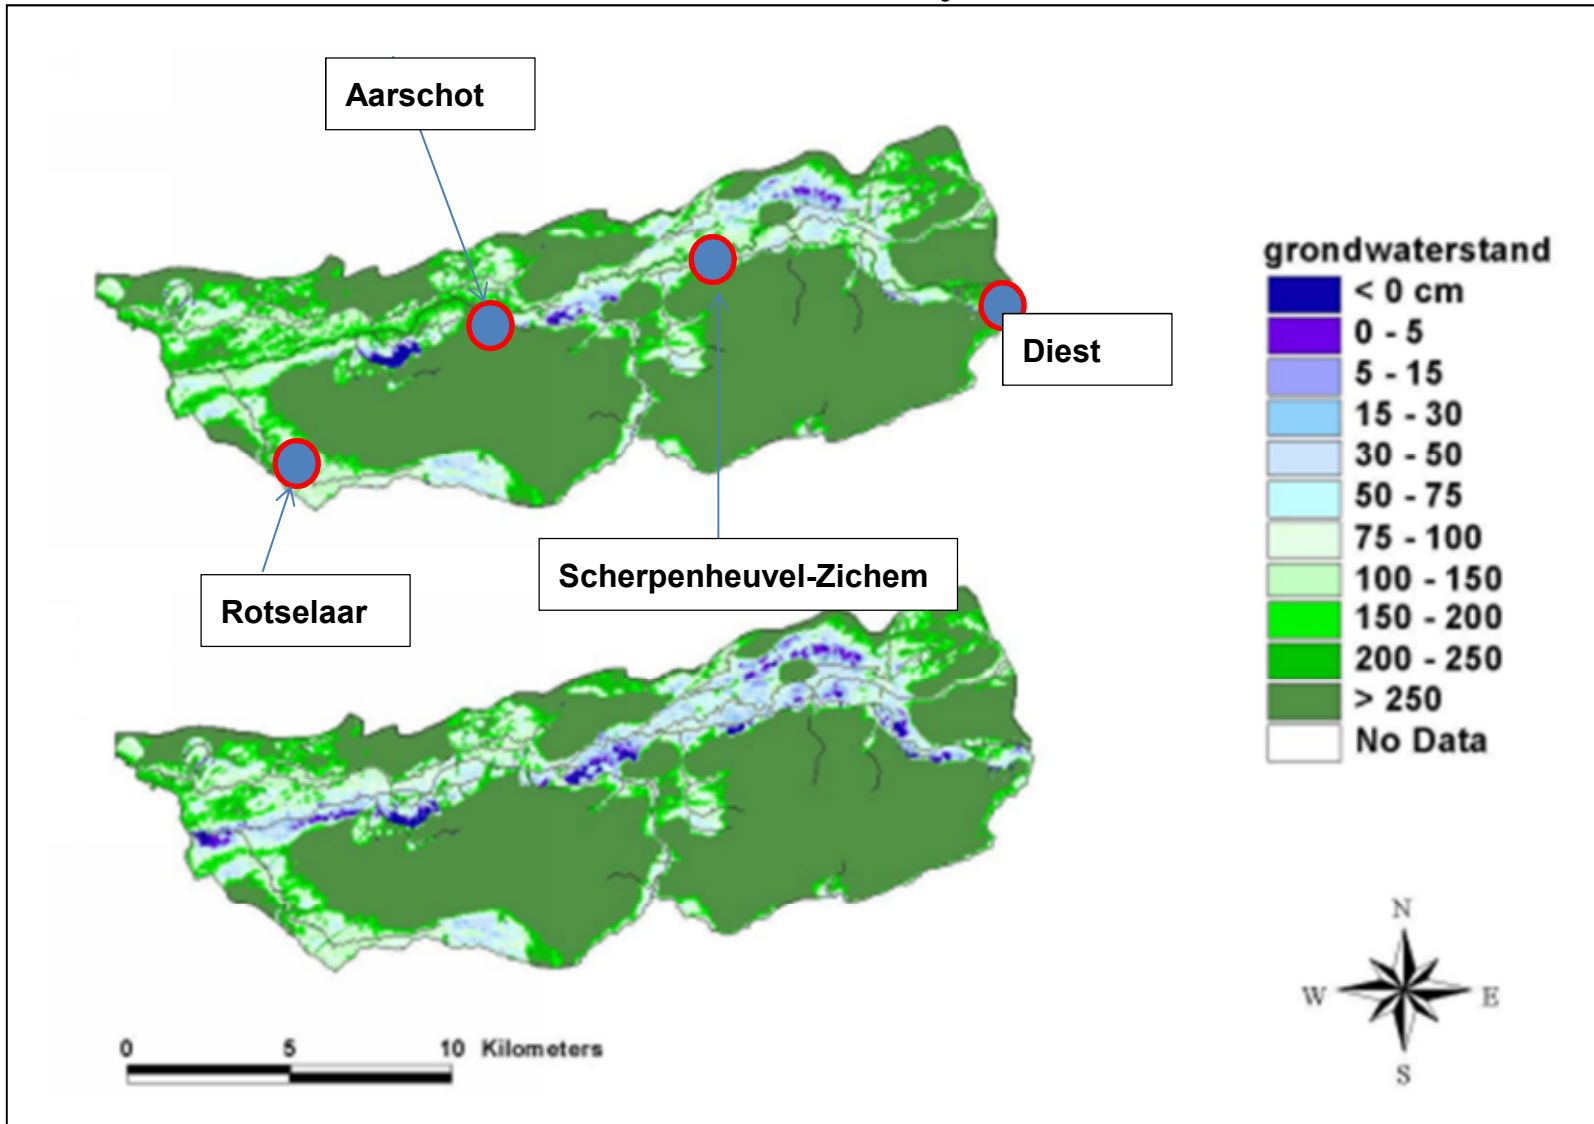 Aarschot
Diest
Scherpenheuvel-Zichem
Rotselaar
grondwaterstand
< 0 cm
0 - 5
5 - 15
15 - 30
30 - 50
50 - 75
75 - 100
100 - 150
150 - 200
200 - 250
> 250
No Data
N
W E
S
0 5 10 Kilometers